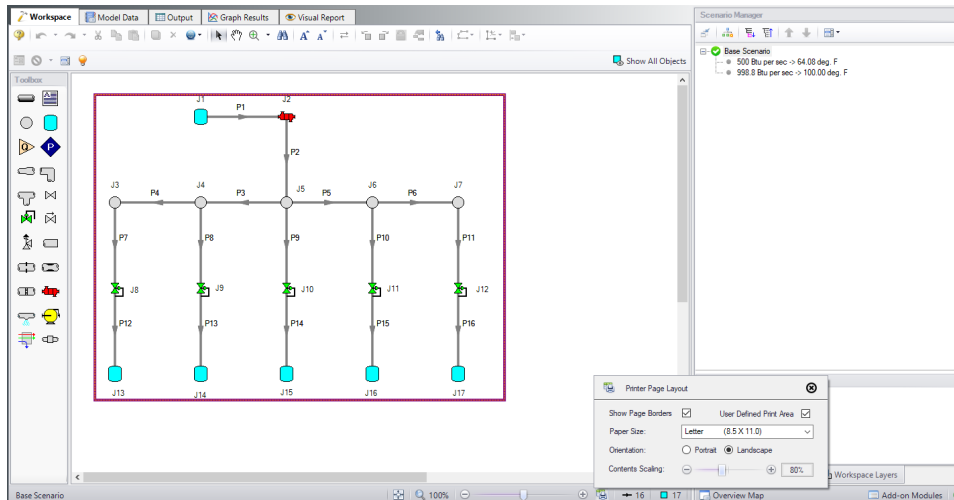 Workspace Model Data Output Graph Results Visual Report
Scenario Manager
Show All Objects
Base Scenario
500 Btu per sec -> 64.08 deg. F
998.8 Btu per sec -> 100.00 deg. F
Toolbox
J1 P1 J2
P2
J3 P4 J4 P3 J5 P5 J6 P6 J7
P7 P8 P9 P10 P11
J8 J9 J10 J11 J12
P12 P13 P14 P15 P16
J13 J14 J15 J16 J17
Printer Page Layout
Show Page Borders User Defined Print Area
Paper Size: Letter (8.5 X 11.0)
Orientation: Portrait Landscape
Contents Scaling: 80%
Workspace Layers
Base Scenario 100% 16 17 Overview Map Add-on Modules